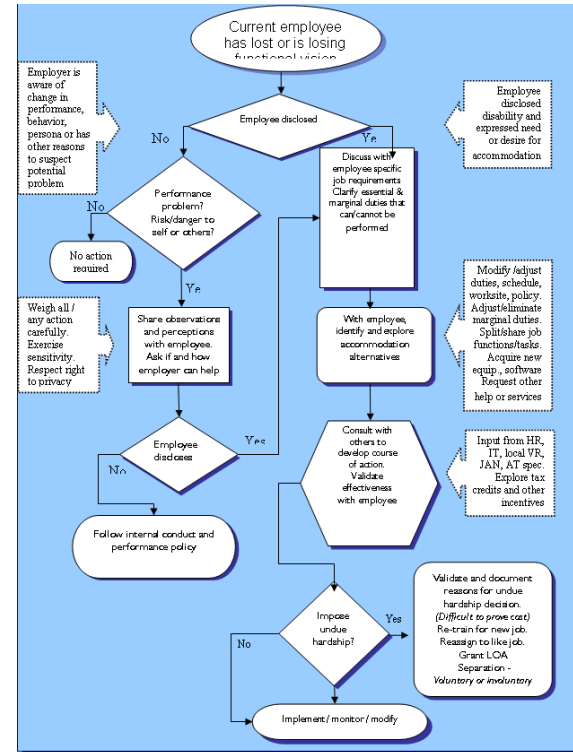 Current employee
has lost or is losing
functional vision
Employer is
aware of
change in
performance,
behavior,
persona or has
other reasons
to suspect
potential
problem
Employee disclosed
Employee
disclosed
disability and
expressed need
or desire for
accommodation
No
Ye
Discuss with
employee specific
job requirements
Clarify essential &
marginal duties that
can/cannot be
performed
Performance
problem?
Risk/danger to
self or others?
No
No action
required
Ye
Weigh all /
any action
carefully.
Exercise
sensitivity.
Respect right
to privacy
Share observations
and perceptions
with employee.
Ask if and how
employer can help
With employee,
identify and explore
accommodation
alternatives
Modify /adjust
duties, schedule,
worksite, policy.
Adjust/eliminate
marginal duties.
Split/share job
functions/tasks.
Acquire new
equip., software
Request other
help or services
Employee
discloses
Yes
No
Follow internal conduct and
performance policy
Consult with
others to
develop course
of action.
Validate
effectiveness
with employee
Input from HR,
IT, local VR,
JAN, AT spec.
Explore tax
credits and other
incentives
Impose
undue
hardship?
Yes
No
Validate and document
reasons for undue
hardship decision.
(Difficult to prove cost)
Re-train for new job.
Reassign to like job.
Grant LOA
Separation -
Voluntary or involuntary
Implement / monitor / modify